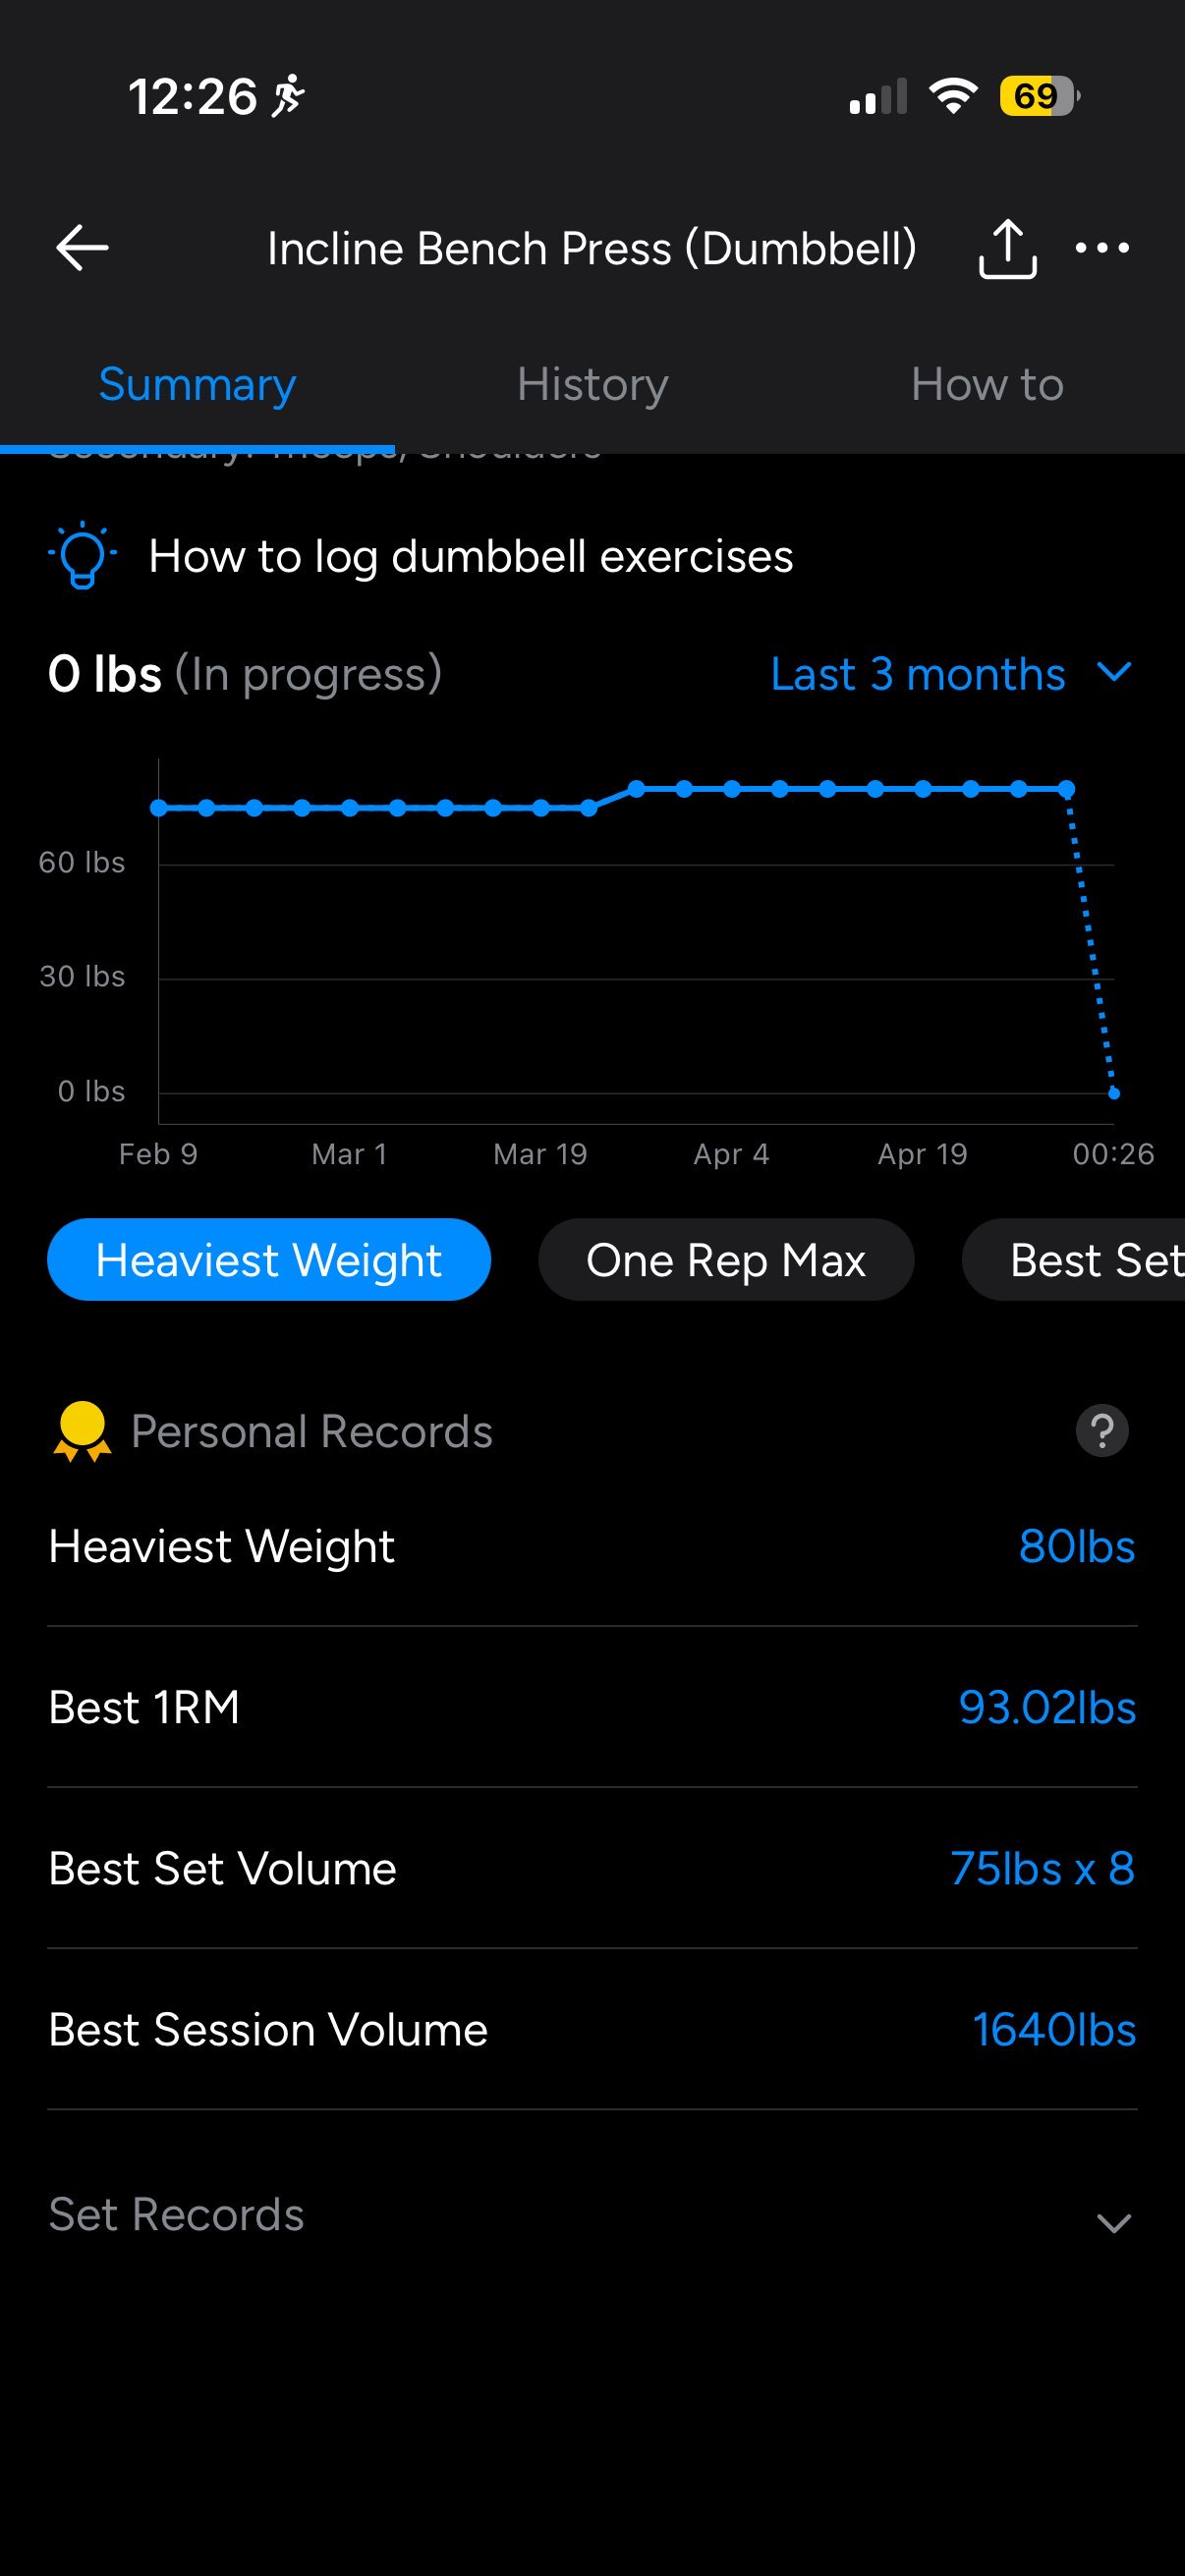 12:26
69
Incline Bench Press (Dumbbell)
Summary
History
How to
Secondary: Triceps, Shoulders
How to log dumbbell exercises
0 lbs (In progress)
Last 3 months
60 lbs
30 lbs
0 lbs
Feb 9
Mar 1
Mar 19
Apr 4
Apr 19
00:26
Heaviest Weight
One Rep Max
Best Set
Personal Records
?
Heaviest Weight
80lbs
Best 1RM
93.02lbs
Best Set Volume
75lbs x 8
Best Session Volume
1640lbs
Set Records